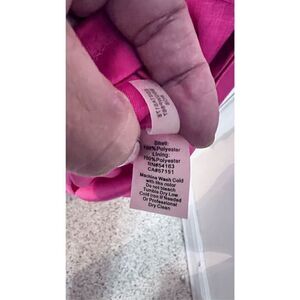 Shell:
100% Polyester
Lining:
100% Polyester
RN#54163
CA#57151
Machine Wash Cold
with like color
Do not bleach
Tumble Dry Low
Cold Iron If Needed
Or Professional
Dry Clean